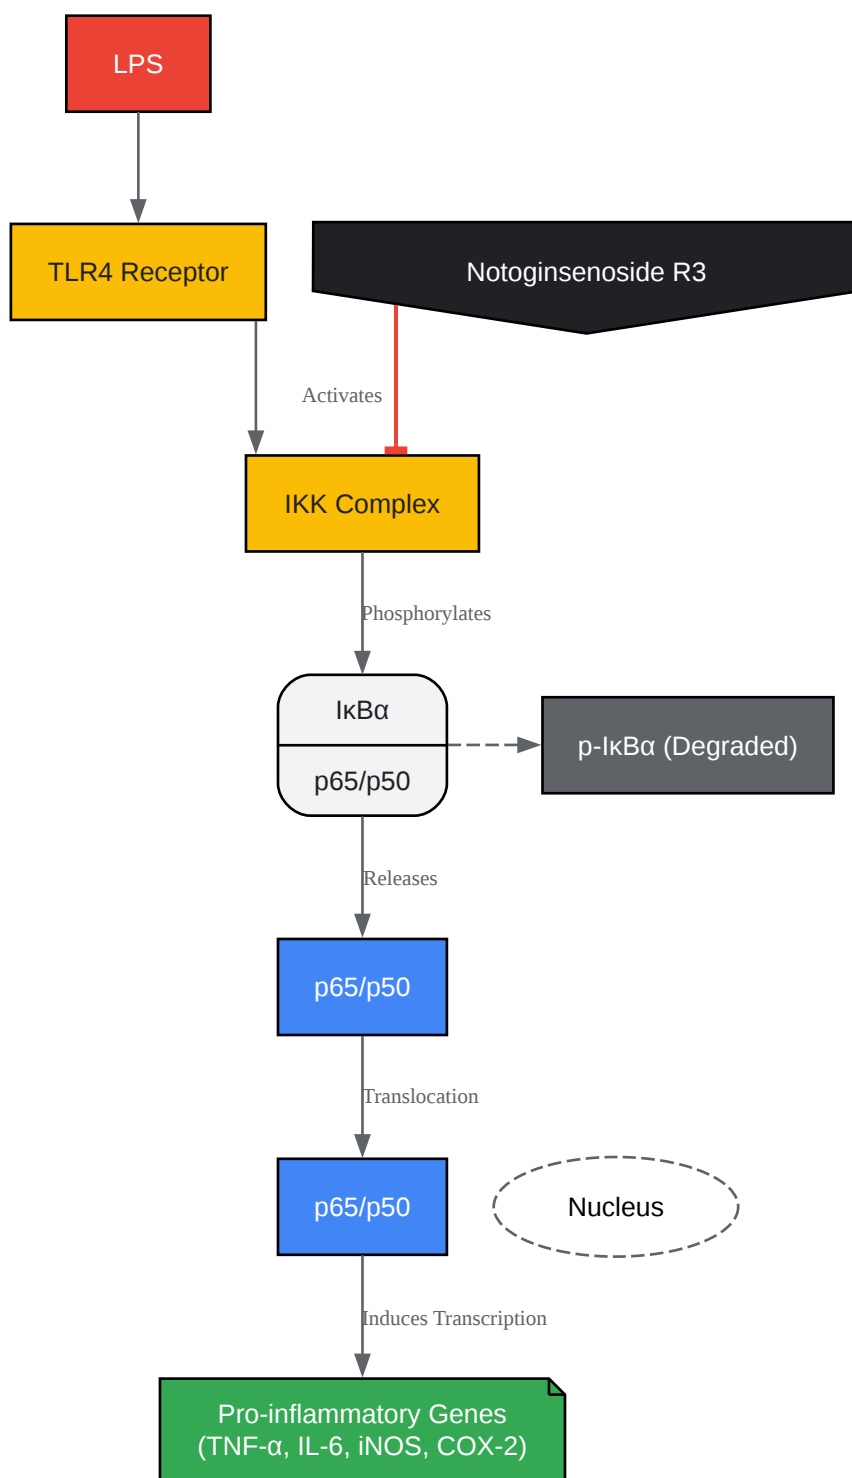 LPS
TLR4 Receptor
Notoginsenoside R3
Activates
IKK Complex
Phosphorylates
IκBα
p65/p50
p-IκBα (Degraded)
Releases
p65/p50
Translocation
p65/p50
Nucleus
Induces Transcription
Pro-inflammatory Genes
(TNF-α, IL-6, iNOS, COX-2)